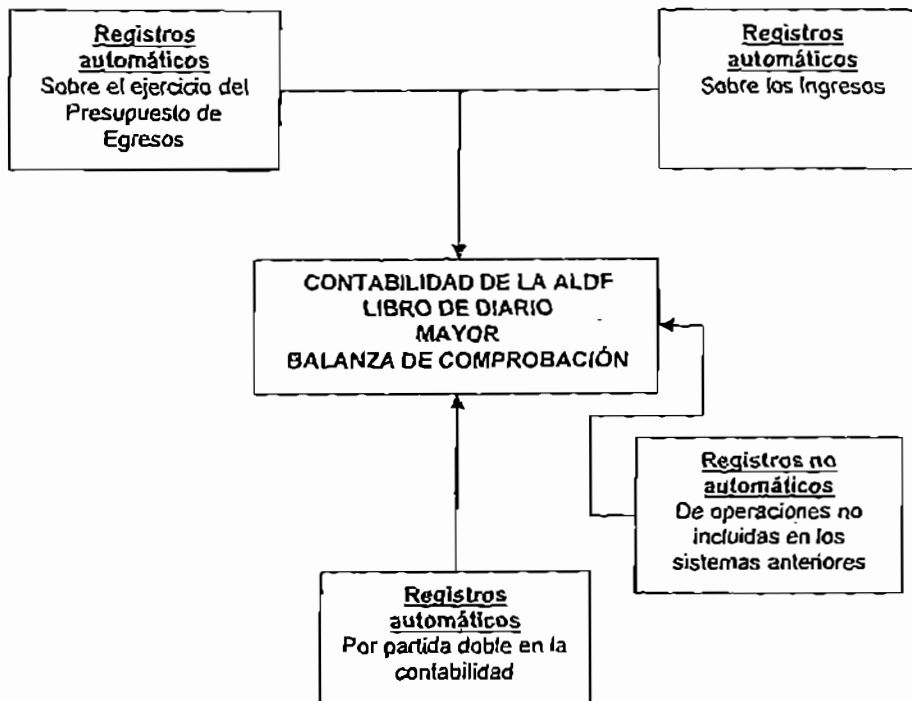 Registros
automáticos
Sobre el ejercicio del
Presupuesto de
Egresos
Registros
automáticos
Sobre los Ingresos
CONTABILIDAD DE LA ALDF
LIBRO DE DIARIO
MAYOR
BALANZA DE COMPROBACIÓN
Registros no
automáticos
De operaciones no
incluidas en los
sistemas anteriores
Registros
automáticos
Por partida doble en la
contabilidad